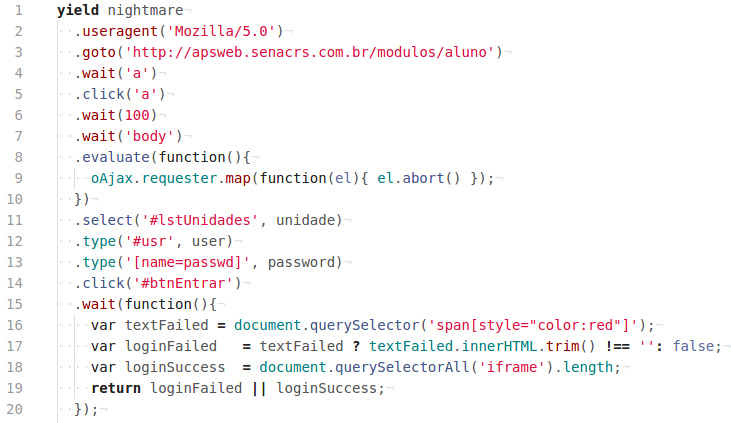 1 yield nightmare¬
2 ··.useragent('Mozilla/5.0')¬
3 ··.goto('http://apsweb.senacrs.com.br/modulos/aluno')¬
4 ··.wait('a')¬
5 ··.click('a')¬
6 ··.wait(100)¬
7 ··.wait('body')¬
8 ··.evaluate(function(){¬
9 ····oAjax.requester.map(function(el){ el.abort() });¬
10 ··})¬
11 ··.select('#lstUnidades', unidade)¬
12 ··.type('#usr', user)¬
13 ··.type('[name=passwd]', password)¬
14 ··.click('#btnEntrar')¬
15 ··.wait(function(){¬
16 ····var textFailed = document.querySelector('span[style="color:red"]');¬
17 ····var loginFailed   = textFailed ? textFailed.innerHTML.trim() !== '': false;¬
18 ····var loginSuccess  = document.querySelectorAll('iframe').length;¬
19 ····return loginFailed || loginSuccess;¬
20 ··});¬